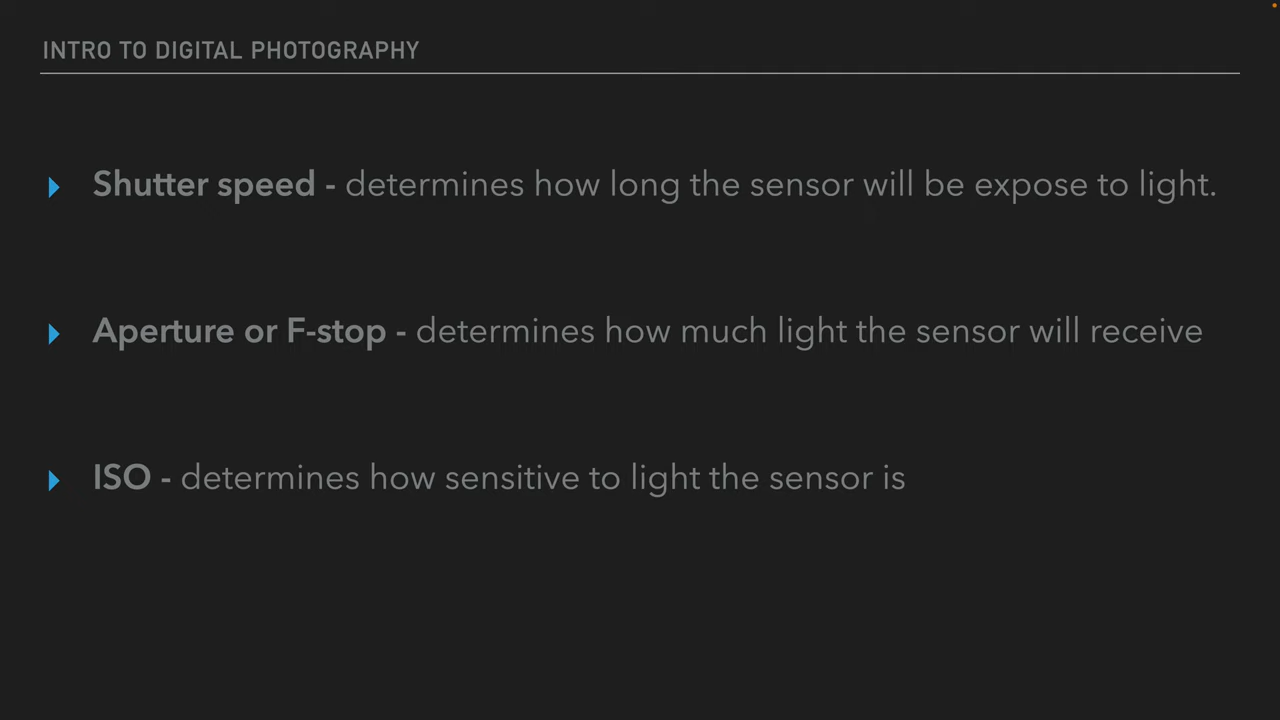 INTRO TO DIGITAL PHOTOGRAPHY
Shutter speed - determines how long the sensor will be expose to light.
Aperture or F-stop - determines how much light the sensor will receive
ISO - determines how sensitive to light the sensor is